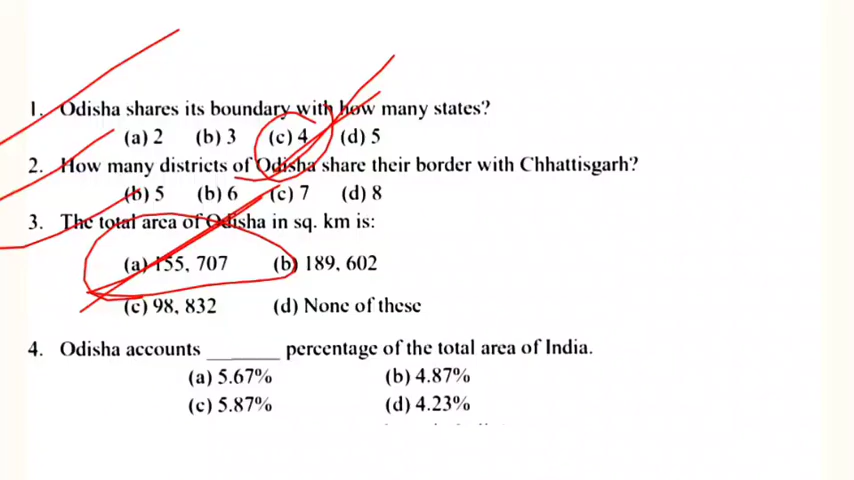 1. Odisha shares its boundary with how many states?
(a) 2 (b) 3 (c) 4 (d) 5
2. How many districts of Odisha share their border with Chhattisgarh?
(b) 5 (b) 6 (c) 7 (d) 8
3. The total area of Odisha in sq. km is:
(a) 155, 707 (b) 189, 602
(c) 98, 832 (d) None of these
4. Odisha accounts _______ percentage of the total area of India.
(a) 5.67% (b) 4.87%
(c) 5.87% (d) 4.23%